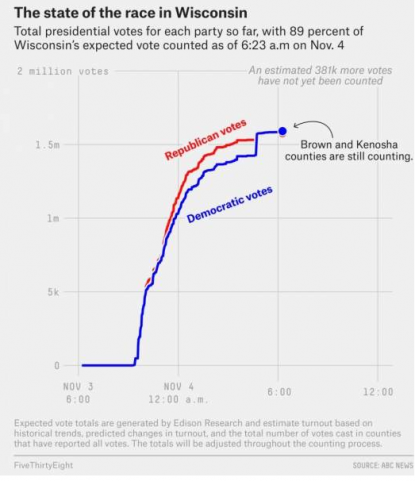 The state of the race in Wisconsin
Total presidential votes for each party so far, with 89 percent of
Wisconsin's expected vote counted as of 6:23 a.m on Nov. 4
2 million votes
An estimated 381k more votes
have not yet been counted
Republican votes
1.5m
Brown and Kenosha
counties are still counting.
Democratic votes
1m
5k
0
NOV 3
6:00
NOV 4
12:00 a.m.
6:00
12:00
Expected vote totals are generated by Edison Research and estimate turnout based on
historical trends, predicted changes in turnout, and the total number of votes cast in counties
that have reported all votes. The totals will be adjusted throughout the counting process.
FiveThirtyEight
SOURCE: ABC NEWS